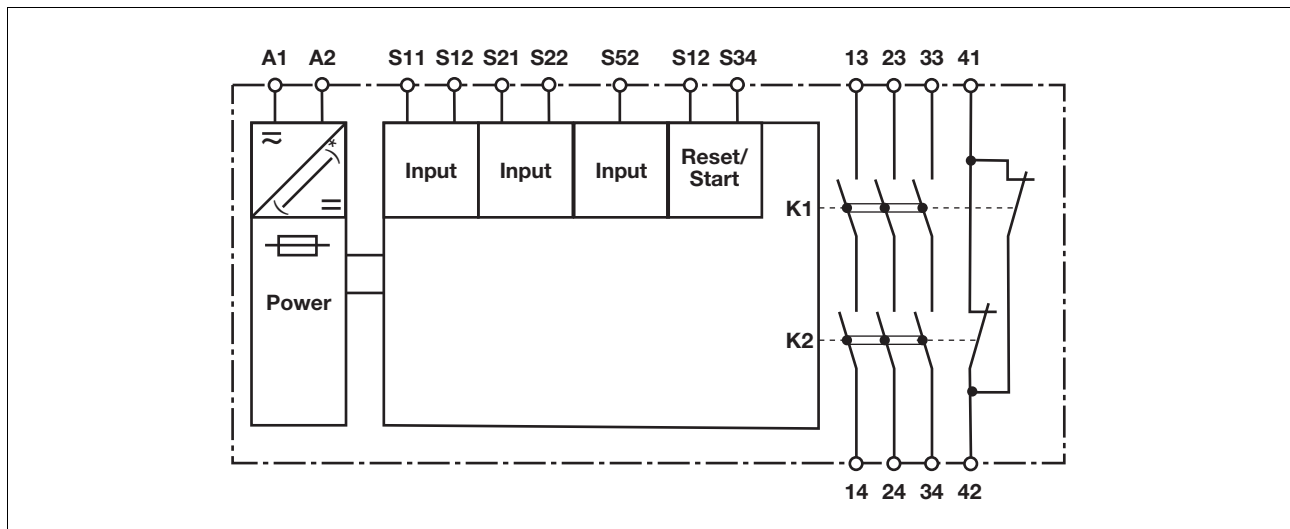 A1 A2 S11 S12 S21 S22 S52 S12 S34 13 23 33 41
Input Input Input Reset/
Start
K1
Power
K2
14 24 34 42